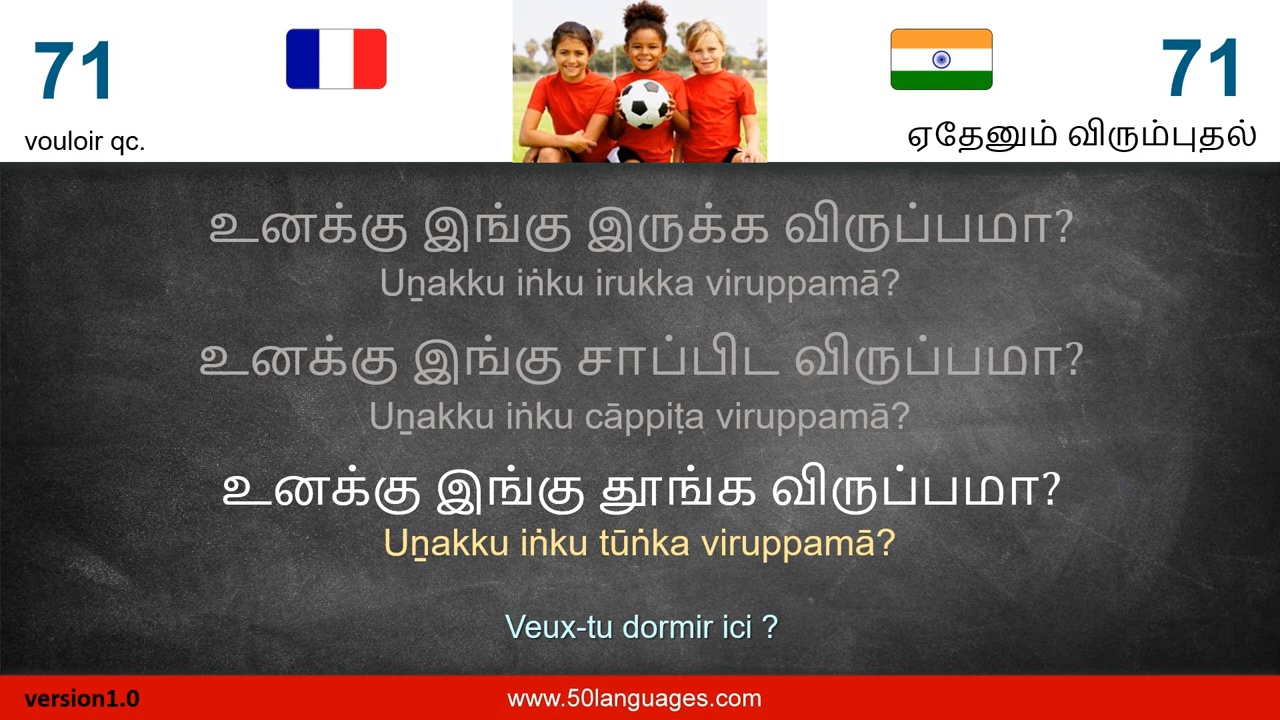 71
71
vouloir qc.
ஏதேனும் விரும்புதல்
உனக்கு இங்கு இருக்க விருப்பமா?
Uṉakku iṅku irukka viruppamā?
உனக்கு இங்கு சாப்பிட விருப்பமா?
Uṉakku iṅku cāppiṭa viruppamā?
உனக்கு இங்கு தூங்க விருப்பமா?
Uṉakku iṅku tūṅka viruppamā?
Veux-tu dormir ici ?
version1.0
www.50languages.com